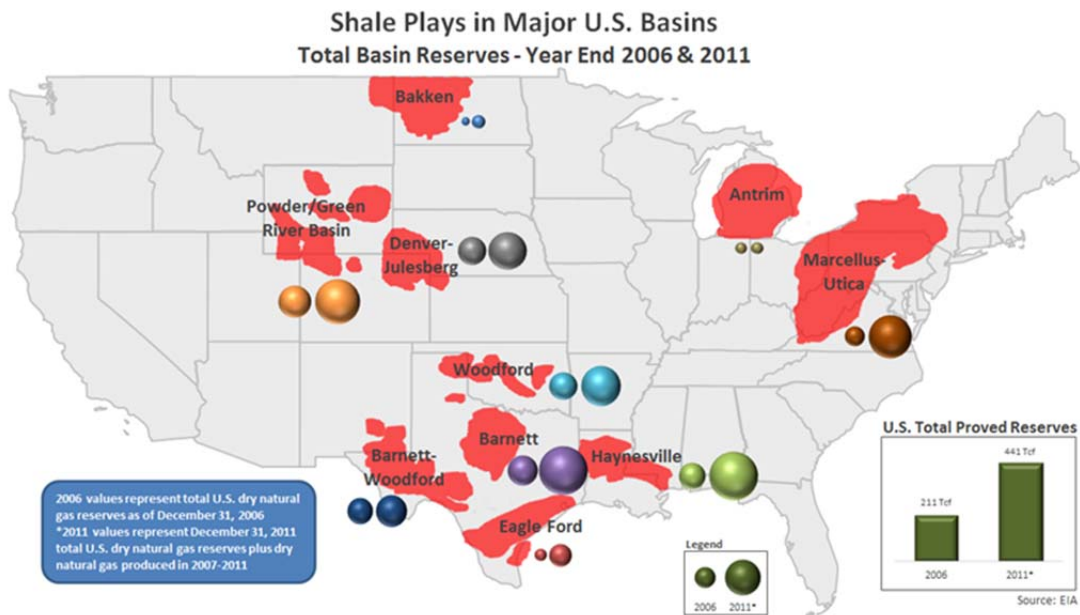 Shale Plays in Major U.S. Basins
Total Basin Reserves - Year End 2006 & 2011
Bakken
Antrim
Powder/Green
River Basin
Denver-
Julesberg
Marcellus-
Utica
Woodford
Barnett
Haynesville
Barnett-
Woodford
Eagle Ford
2006 values represent total U.S. dry natural
gas reserves as of December 31, 2006
*2011 values represent December 31, 2011
total U.S. dry natural gas reserves plus dry
natural gas produced in 2007-2011
Legend
2006 2011*
U.S. Total Proved Reserves
441 Tcf
211 Tcf
2006 2011*
Source: EIA